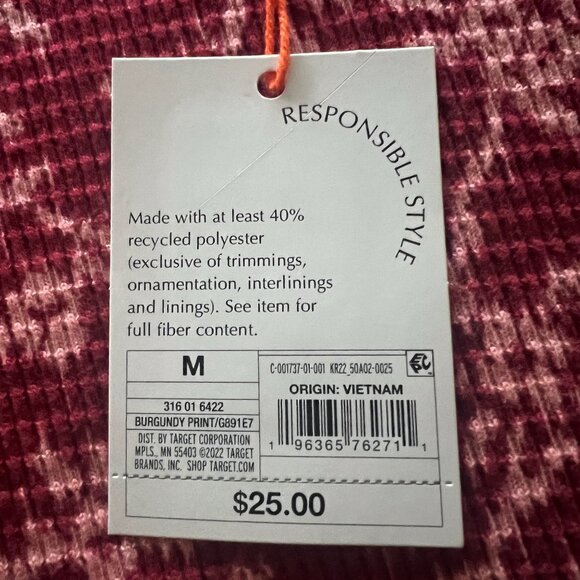 RESPONSIBLE STYLE
Made with at least 40%
recycled polyester
(exclusive of trimmings,
ornamentation, interlinings
and linings). See item for
full fiber content.
M
316 01 6422
BURGUNDY PRINT/G891E7
DIST. BY TARGET CORPORATION
MPLS., MN 55403 ©2022 TARGET
BRANDS, INC. SHOP TARGET.COM
C-001737-01-001 KR22_50A02-0025
ORIGIN: VIETNAM
1 96365 76271 1
$25.00